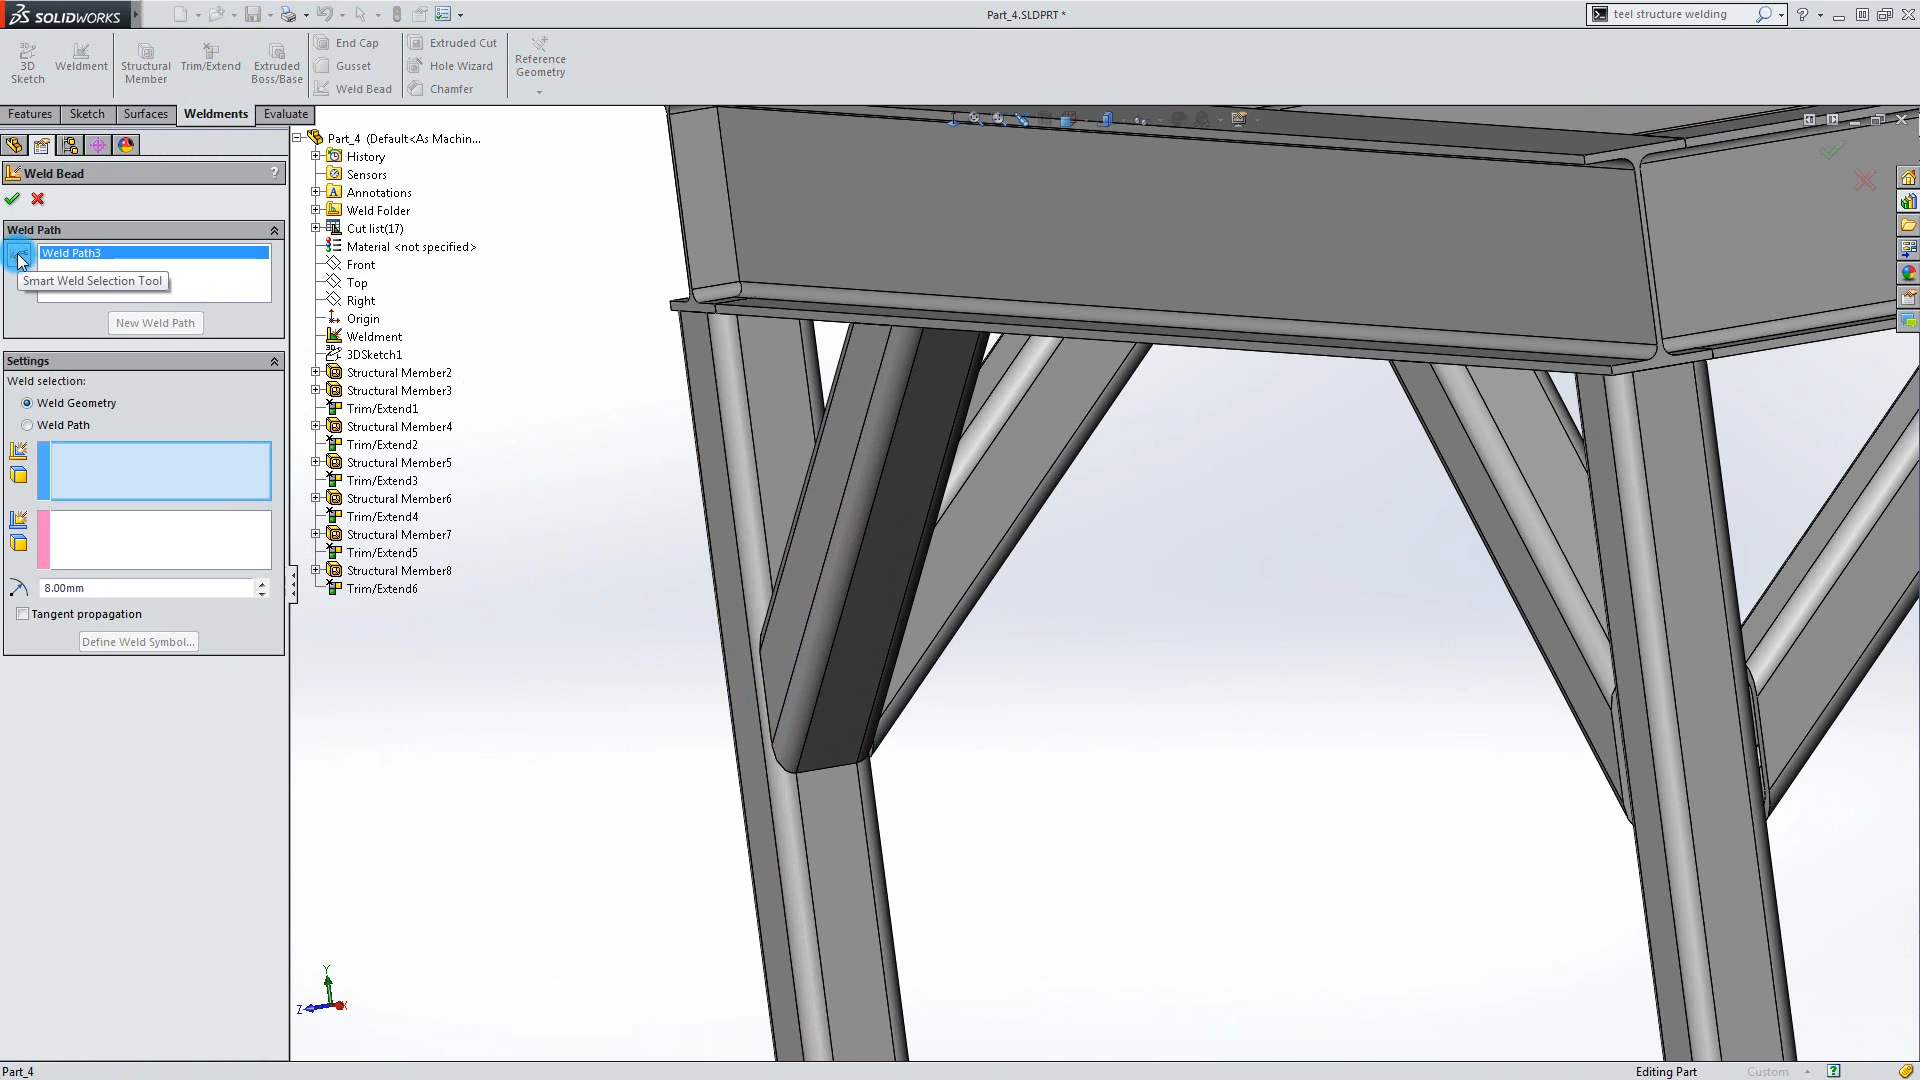 SOLIDWORKS
Part_4.SLDPRT *
teel structure welding
3D Sketch
Weldment
Structural Member
Trim/Extend
Extruded Boss/Base
End Cap
Gusset
Weld Bead
Extruded Cut
Hole Wizard
Chamfer
Reference Geometry
Features
Sketch
Surfaces
Weldments
Evaluate
Weld Bead
?
Weld Path
Weld Path3
Smart Weld Selection Tool
New Weld Path
Settings
Weld selection:
Weld Geometry
Weld Path
8.00mm
Tangent propagation
Define Weld Symbol...
Part_4 (Default<As Machin...
History
Sensors
Annotations
Weld Folder
Cut list(17)
Material <not specified>
Front
Top
Right
Origin
Weldment
3DSketch1
Structural Member2
Structural Member3
Trim/Extend1
Structural Member4
Trim/Extend2
Structural Member5
Trim/Extend3
Structural Member6
Trim/Extend4
Structural Member7
Trim/Extend5
Structural Member8
Trim/Extend6
Y
Z
X
Part_4
Editing Part
Custom